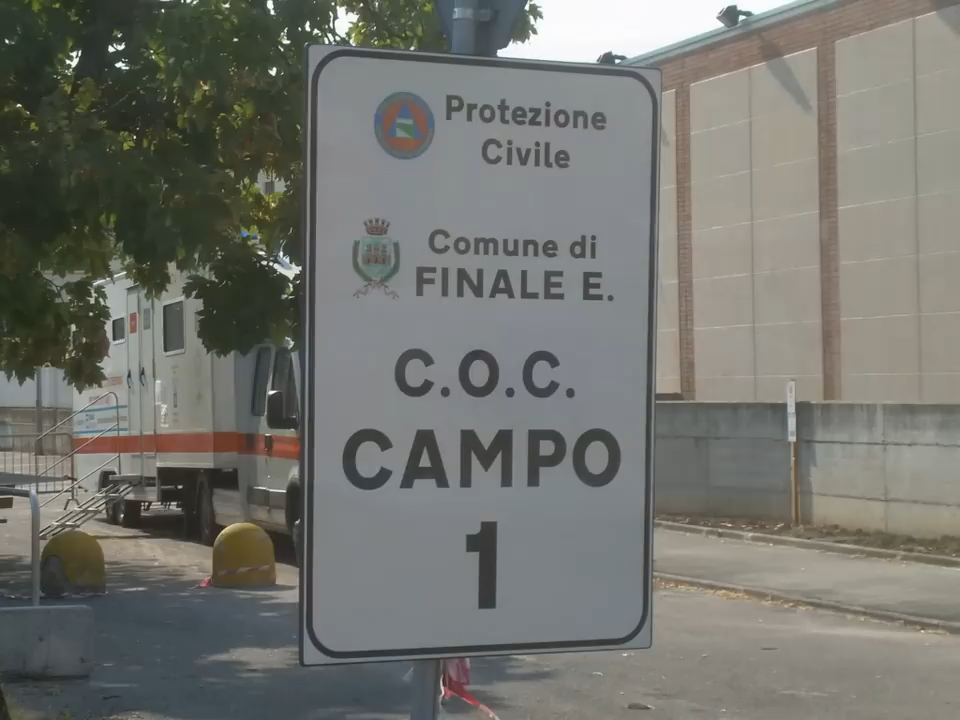 Protezione
Civile
Comune di
FINALE E.
C.O.C.
CAMPO
1